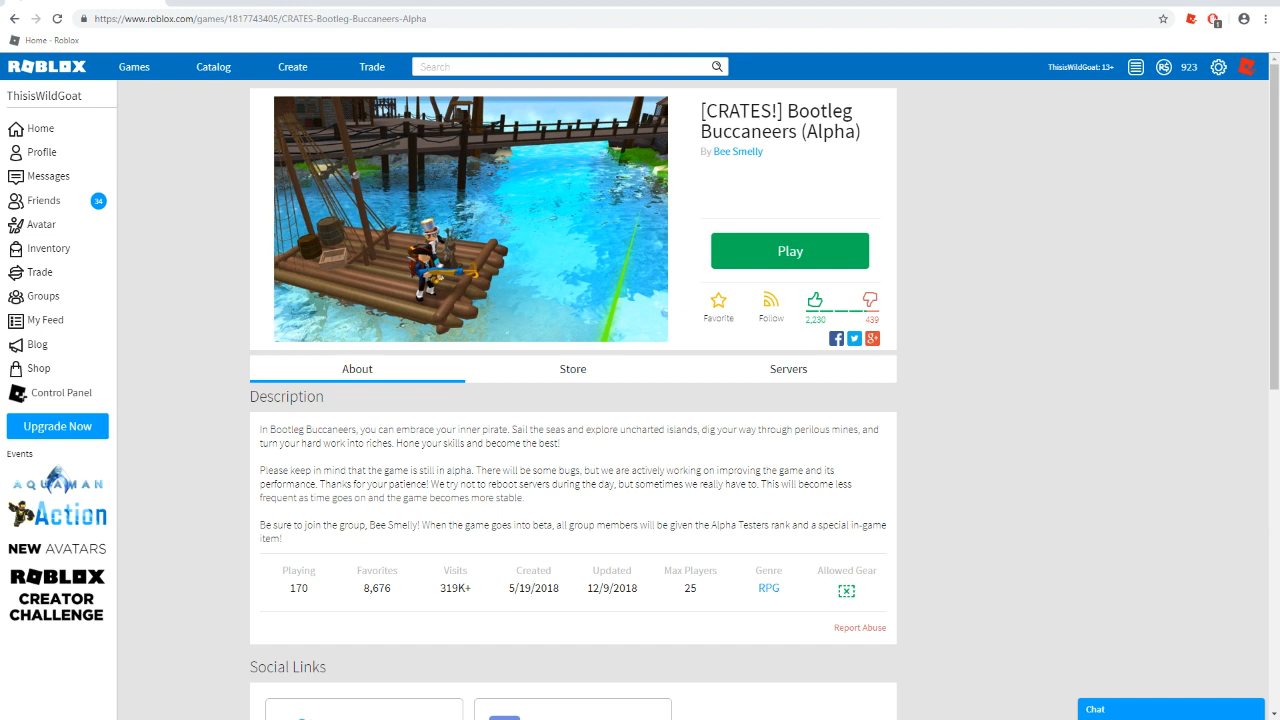 https://www.roblox.com/games/1817743405/CRATES-Bootleg-Buccaneers-Alpha
Home - Roblox
ROBLOX
Games
Catalog
Create
Trade
Search
ThisisWildGoat: 13+
R$
923
ThisisWildGoat
Home
Profile
Messages
Friends
34
Avatar
Inventory
Trade
Groups
My Feed
Blog
Shop
Control Panel
Upgrade Now
Events
AQUAMAN
Action
NEW AVATARS
ROBLOX
CREATOR
CHALLENGE
[CRATES!] Bootleg
Buccaneers (Alpha)
By Bee Smelly
Play
Favorite
Follow
2,230
439
About
Store
Servers
Description
In Bootleg Buccaneers, you can embrace your inner pirate. Sail the seas and explore uncharted islands, dig your way through perilous mines, and
turn your hard work into riches. Hone your skills and become the best!
Please keep in mind that the game is still in alpha. There will be some bugs, but we are actively working on improving the game and its
performance. Thanks for your patience! We try not to reboot servers during the day, but sometimes we really have to. This will become less
frequent as time goes on and the game becomes more stable.
Be sure to join the group, Bee Smelly! When the game goes into beta, all group members will be given the Alpha Testers rank and a special in-game
item!
Playing
Favorites
Visits
Created
Updated
Max Players
Genre
Allowed Gear
170
8,676
319K+
5/19/2018
12/9/2018
25
RPG
Report Abuse
Social Links
Chat